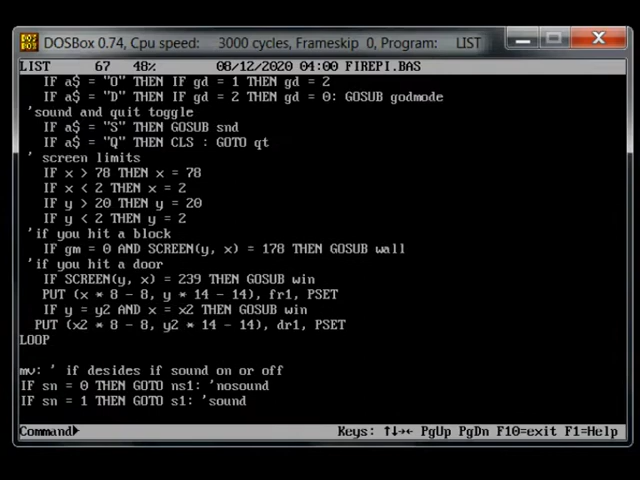 DOSBox 0.74, Cpu speed:    3000 cycles, Frameskip  0, Program:    LIST
LIST      67    48%        08/12/2020 04:00 FIREPI.BAS
IF a$ = "O" THEN IF gd = 1 THEN gd = 2
IF a$ = "D" THEN IF gd = 2 THEN gd = 0: GOSUB godmode
'sound and quit toggle
IF a$ = "S" THEN GOSUB snd
IF a$ = "Q" THEN CLS : GOTO qt
' screen limits
IF x > 78 THEN x = 78
IF x < 2 THEN x = 2
IF y > 20 THEN y = 20
IF y < 2 THEN y = 2
'if you hit a block
IF gm = 0 AND SCREEN(y, x) = 178 THEN GOSUB wall
'if you hit a door
IF SCREEN(y, x) = 239 THEN GOSUB win
PUT (x * 8 - 8, y * 14 - 14), fr1, PSET
IF y = y2 AND x = x2 THEN GOSUB win
PUT (x2 * 8 - 8, y2 * 14 - 14), dr1, PSET
LOOP
mv: ' if desides if sound on or off
IF sn = 0 THEN GOTO ns1: 'nosound
IF sn = 1 THEN GOTO s1: 'sound
Command►                    Keys: ↑↓→← PgUp PgDn F10=exit F1=Help